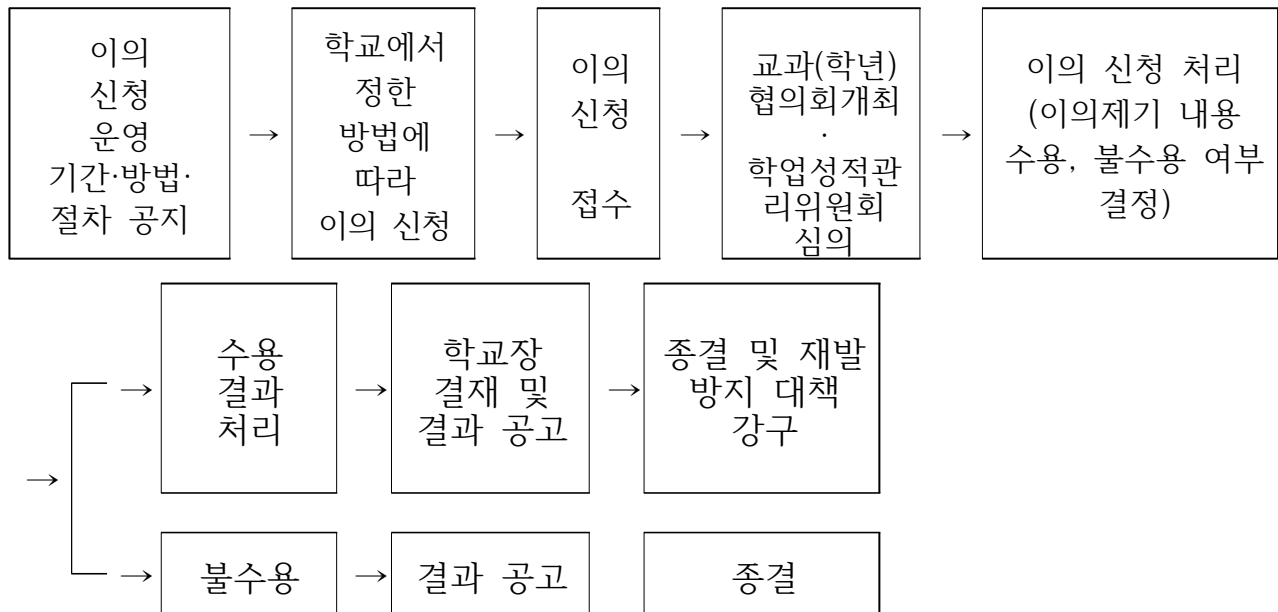 이의
신청
운영
기간·방법·
절차 공지
→
학교에서
정한
방법에
따라
이의 신청
→
이의
신청
접수
→
교과(학년)
협의회개최
·
학업성적관
리위원회
심의
→
이의 신청 처리
(이의제기 내용
수용, 불수용 여부
결정)
→
→
수용
결과
처리
→
학교장
결재 및
결과 공고
→
종결 및 재발
방지 대책
강구
→
불수용
→
결과 공고
종결